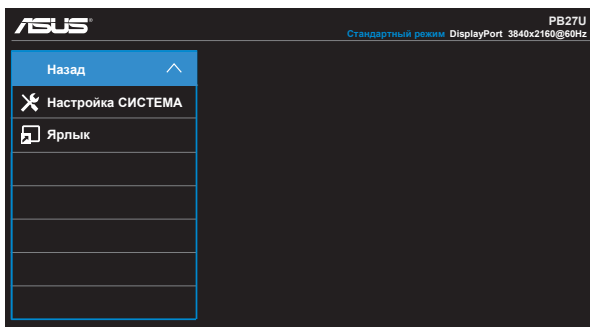 ASUS
PB27U
Стандартный режим DisplayPort 3840x2160@60Hz
Назад
Настройка СИСТЕМА
Ярлык